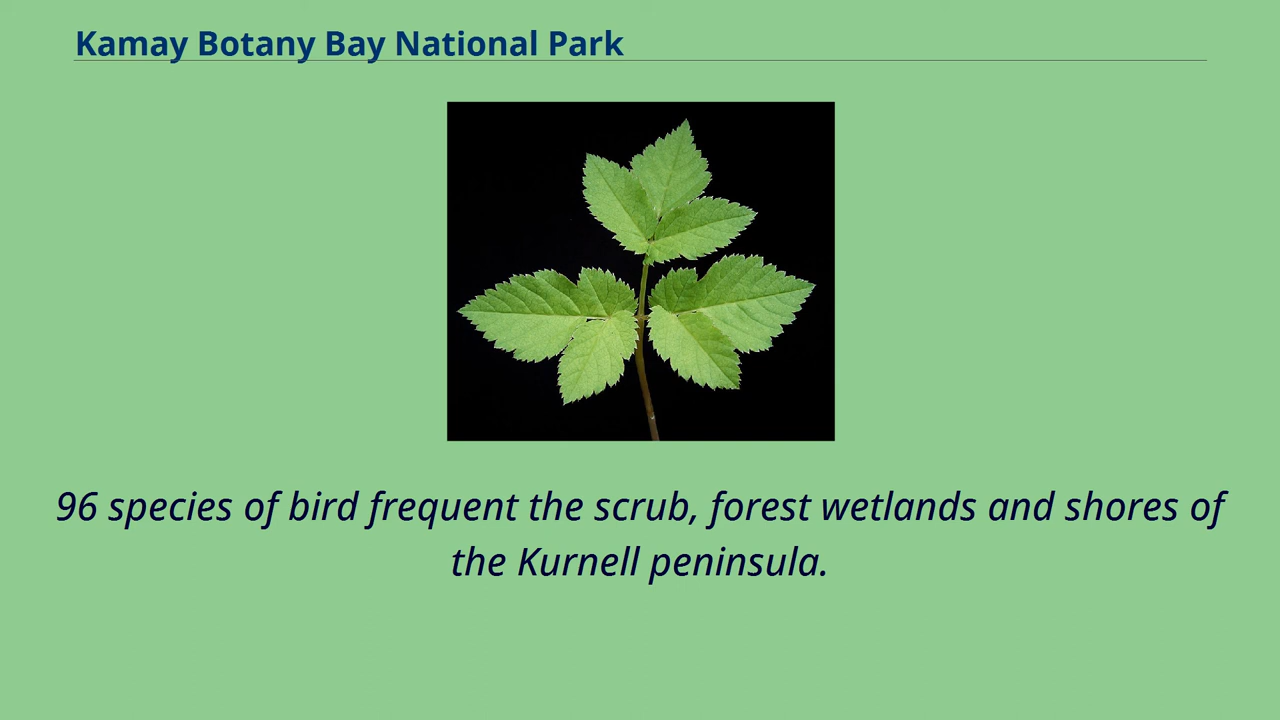 Kamay Botany Bay National Park
96 species of bird frequent the scrub, forest wetlands and shores of
the Kurnell peninsula.